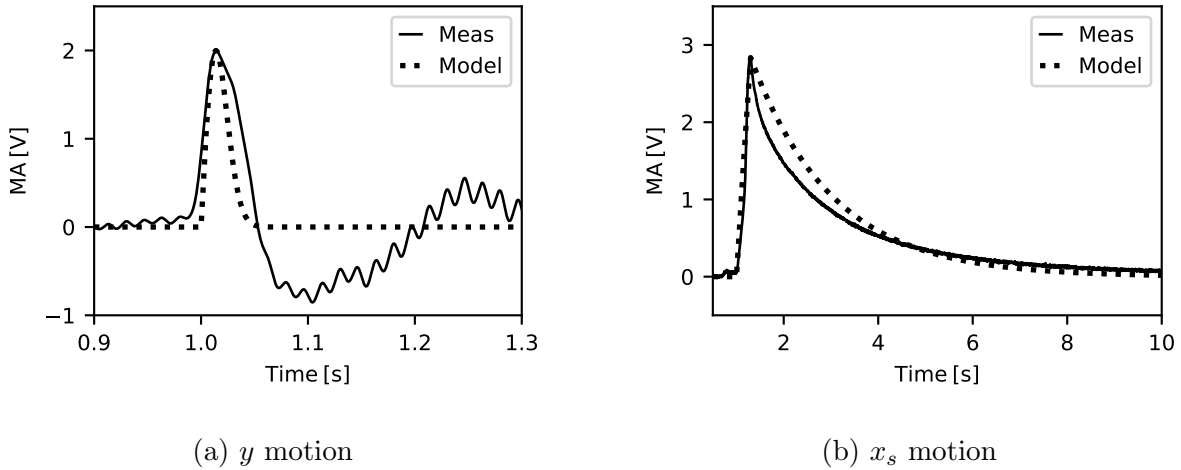 2
1
0
−1
MA [V]
0.9 1.0 1.1 1.2 1.3
Time [s]
Meas
Model
(a) y motion
3
2
1
0
MA [V]
2 4 6 8 10
Time [s]
Meas
Model
(b) xₛ motion